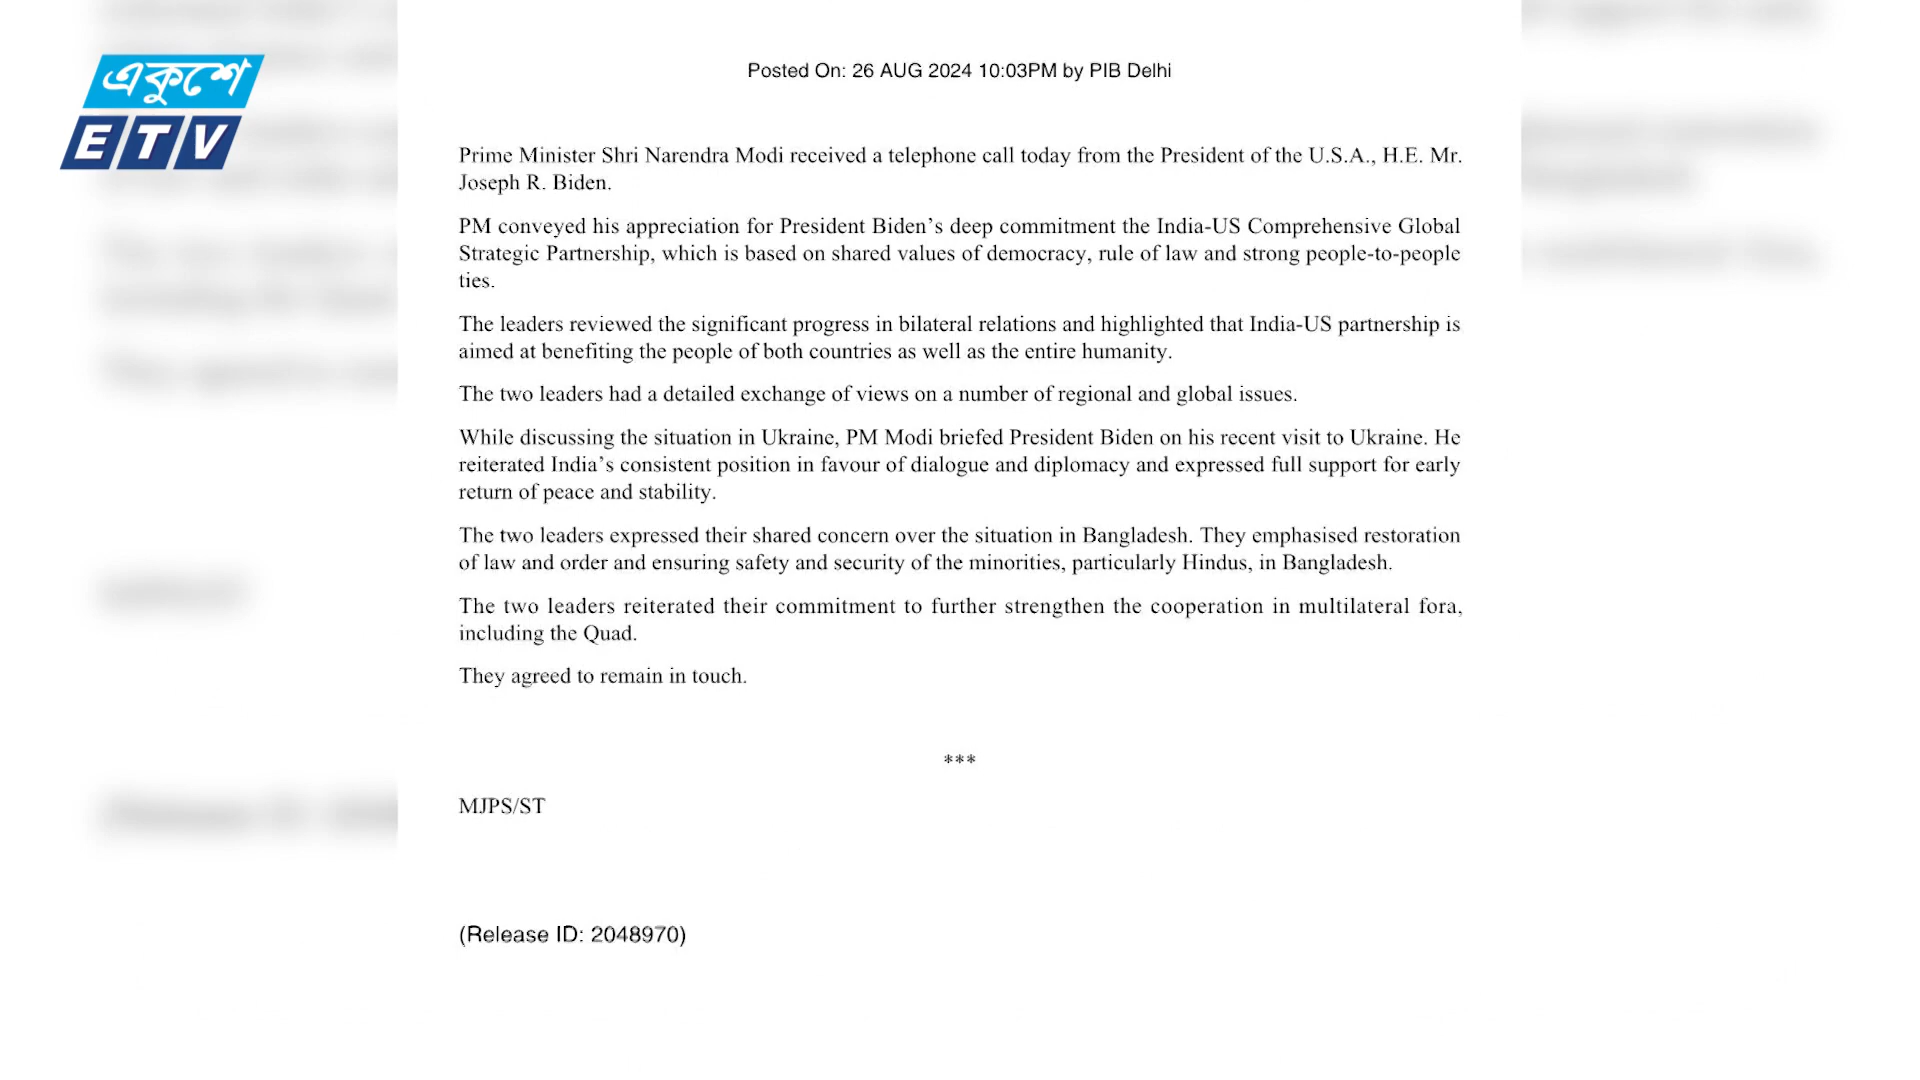 একুশে
ETV
Posted On: 26 AUG 2024 10:03PM by PIB Delhi
Prime Minister Shri Narendra Modi received a telephone call today from the President of the U.S.A., H.E. Mr.
Joseph R. Biden.
PM conveyed his appreciation for President Biden’s deep commitment the India-US Comprehensive Global
Strategic Partnership, which is based on shared values of democracy, rule of law and strong people-to-people
ties.
The leaders reviewed the significant progress in bilateral relations and highlighted that India-US partnership is
aimed at benefiting the people of both countries as well as the entire humanity.
The two leaders had a detailed exchange of views on a number of regional and global issues.
While discussing the situation in Ukraine, PM Modi briefed President Biden on his recent visit to Ukraine. He
reiterated India’s consistent position in favour of dialogue and diplomacy and expressed full support for early
return of peace and stability.
The two leaders expressed their shared concern over the situation in Bangladesh. They emphasised restoration
of law and order and ensuring safety and security of the minorities, particularly Hindus, in Bangladesh.
The two leaders reiterated their commitment to further strengthen the cooperation in multilateral fora,
including the Quad.
They agreed to remain in touch.
***
MJPS/ST
(Release ID: 2048970)